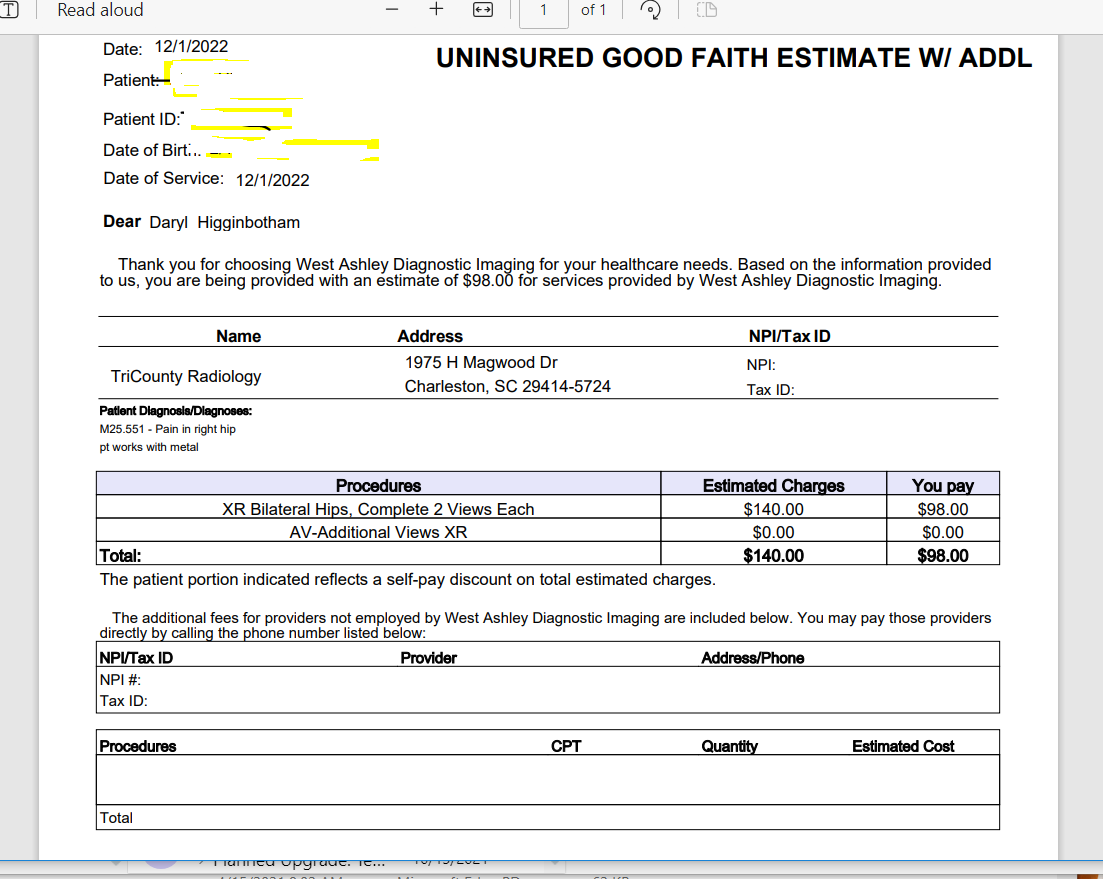 Read aloud
1
of 1
Date: 12/1/2022
UNINSURED GOOD FAITH ESTIMATE W/ ADDL
Patient:
Patient ID:
Date of Birt
Date of Service: 12/1/2022
Dear Daryl Higginbotham
Thank you for choosing West Ashley Diagnostic Imaging for your healthcare needs. Based on the information provided
to us, you are being provided with an estimate of $98.00 for services provided by West Ashley Diagnostic Imaging.
Name Address NPI/Tax ID
1975 H Magwood Dr NPI:
TriCounty Radiology
Charleston, SC 29414-5724 Tax ID:
Patient Diagnosis/Diagnoses:
M25.551 - Pain in right hip
pt works with metal
Procedures Estimated Charges You pay
XR Bilateral Hips, Complete 2 Views Each $140.00 $98.00
AV-Additional Views XR $0.00 $0.00
Total: $140.00 $98.00
The patient portion indicated reflects a self-pay discount on total estimated charges.
The additional fees for providers not employed by West Ashley Diagnostic Imaging are included below. You may pay those providers
directly by calling the phone number listed below:
NPI/Tax ID Provider Address/Phone
NPI #:
Tax ID:
Procedures CPT Quantity Estimated Cost
Total